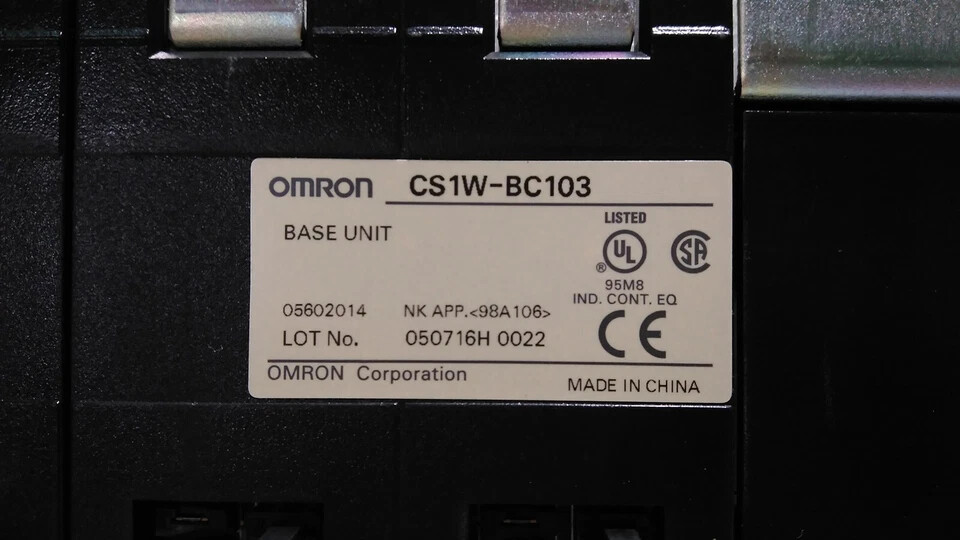 OMRON CS1W-BC103
BASE UNIT
LISTED
UL
®
SA
95M8
IND. CONT. EQ
05602014 NK APP.<98A106>
LOT No. 050716H 0022
CE
OMRON Corporation
MADE IN CHINA